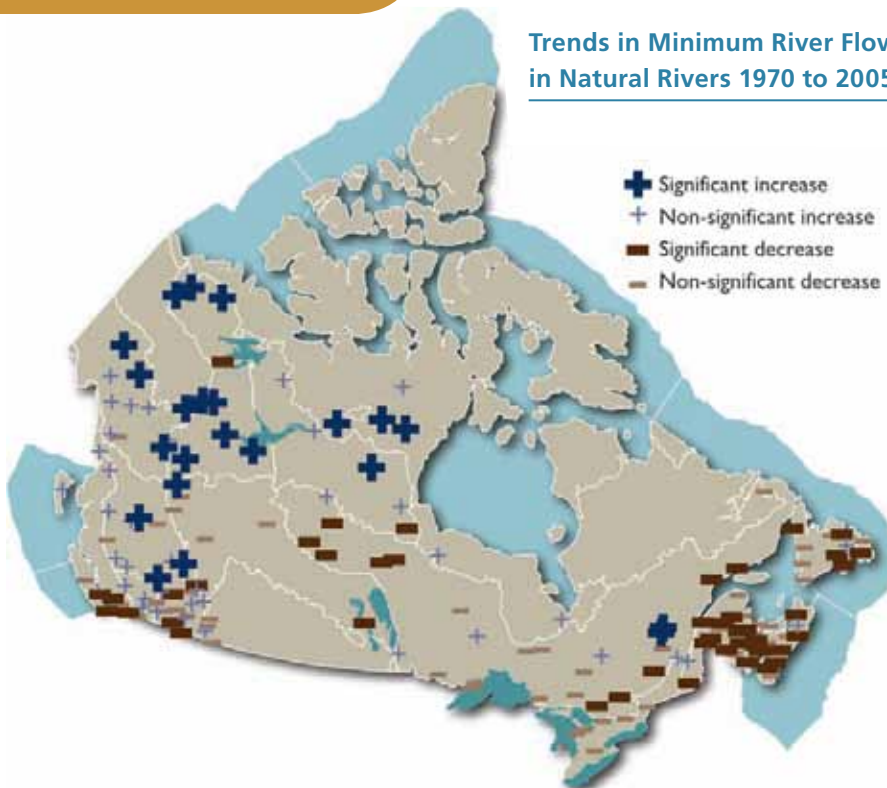 Trends in Minimum River Flow
in Natural Rivers 1970 to 2005
Significant increase
Non-significant increase
Significant decrease
Non-significant decrease